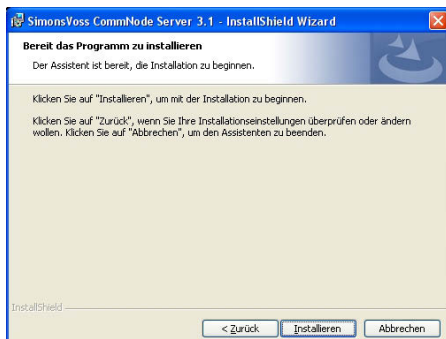 SimonsVoss CommNode Server 3.1 - InstallShield Wizard
Bereit das Programm zu installieren
Der Assistent ist bereit, die Installation zu beginnen.
Klicken Sie auf "Installieren", um mit der Installation zu beginnen.
Klicken Sie auf "Zurück", wenn Sie Ihre Installationseinstellungen überprüfen oder ändern
wollen. Klicken Sie auf "Abbrechen", um den Assistenten zu beenden.
InstallShield
< Zurück Installieren Abbrechen